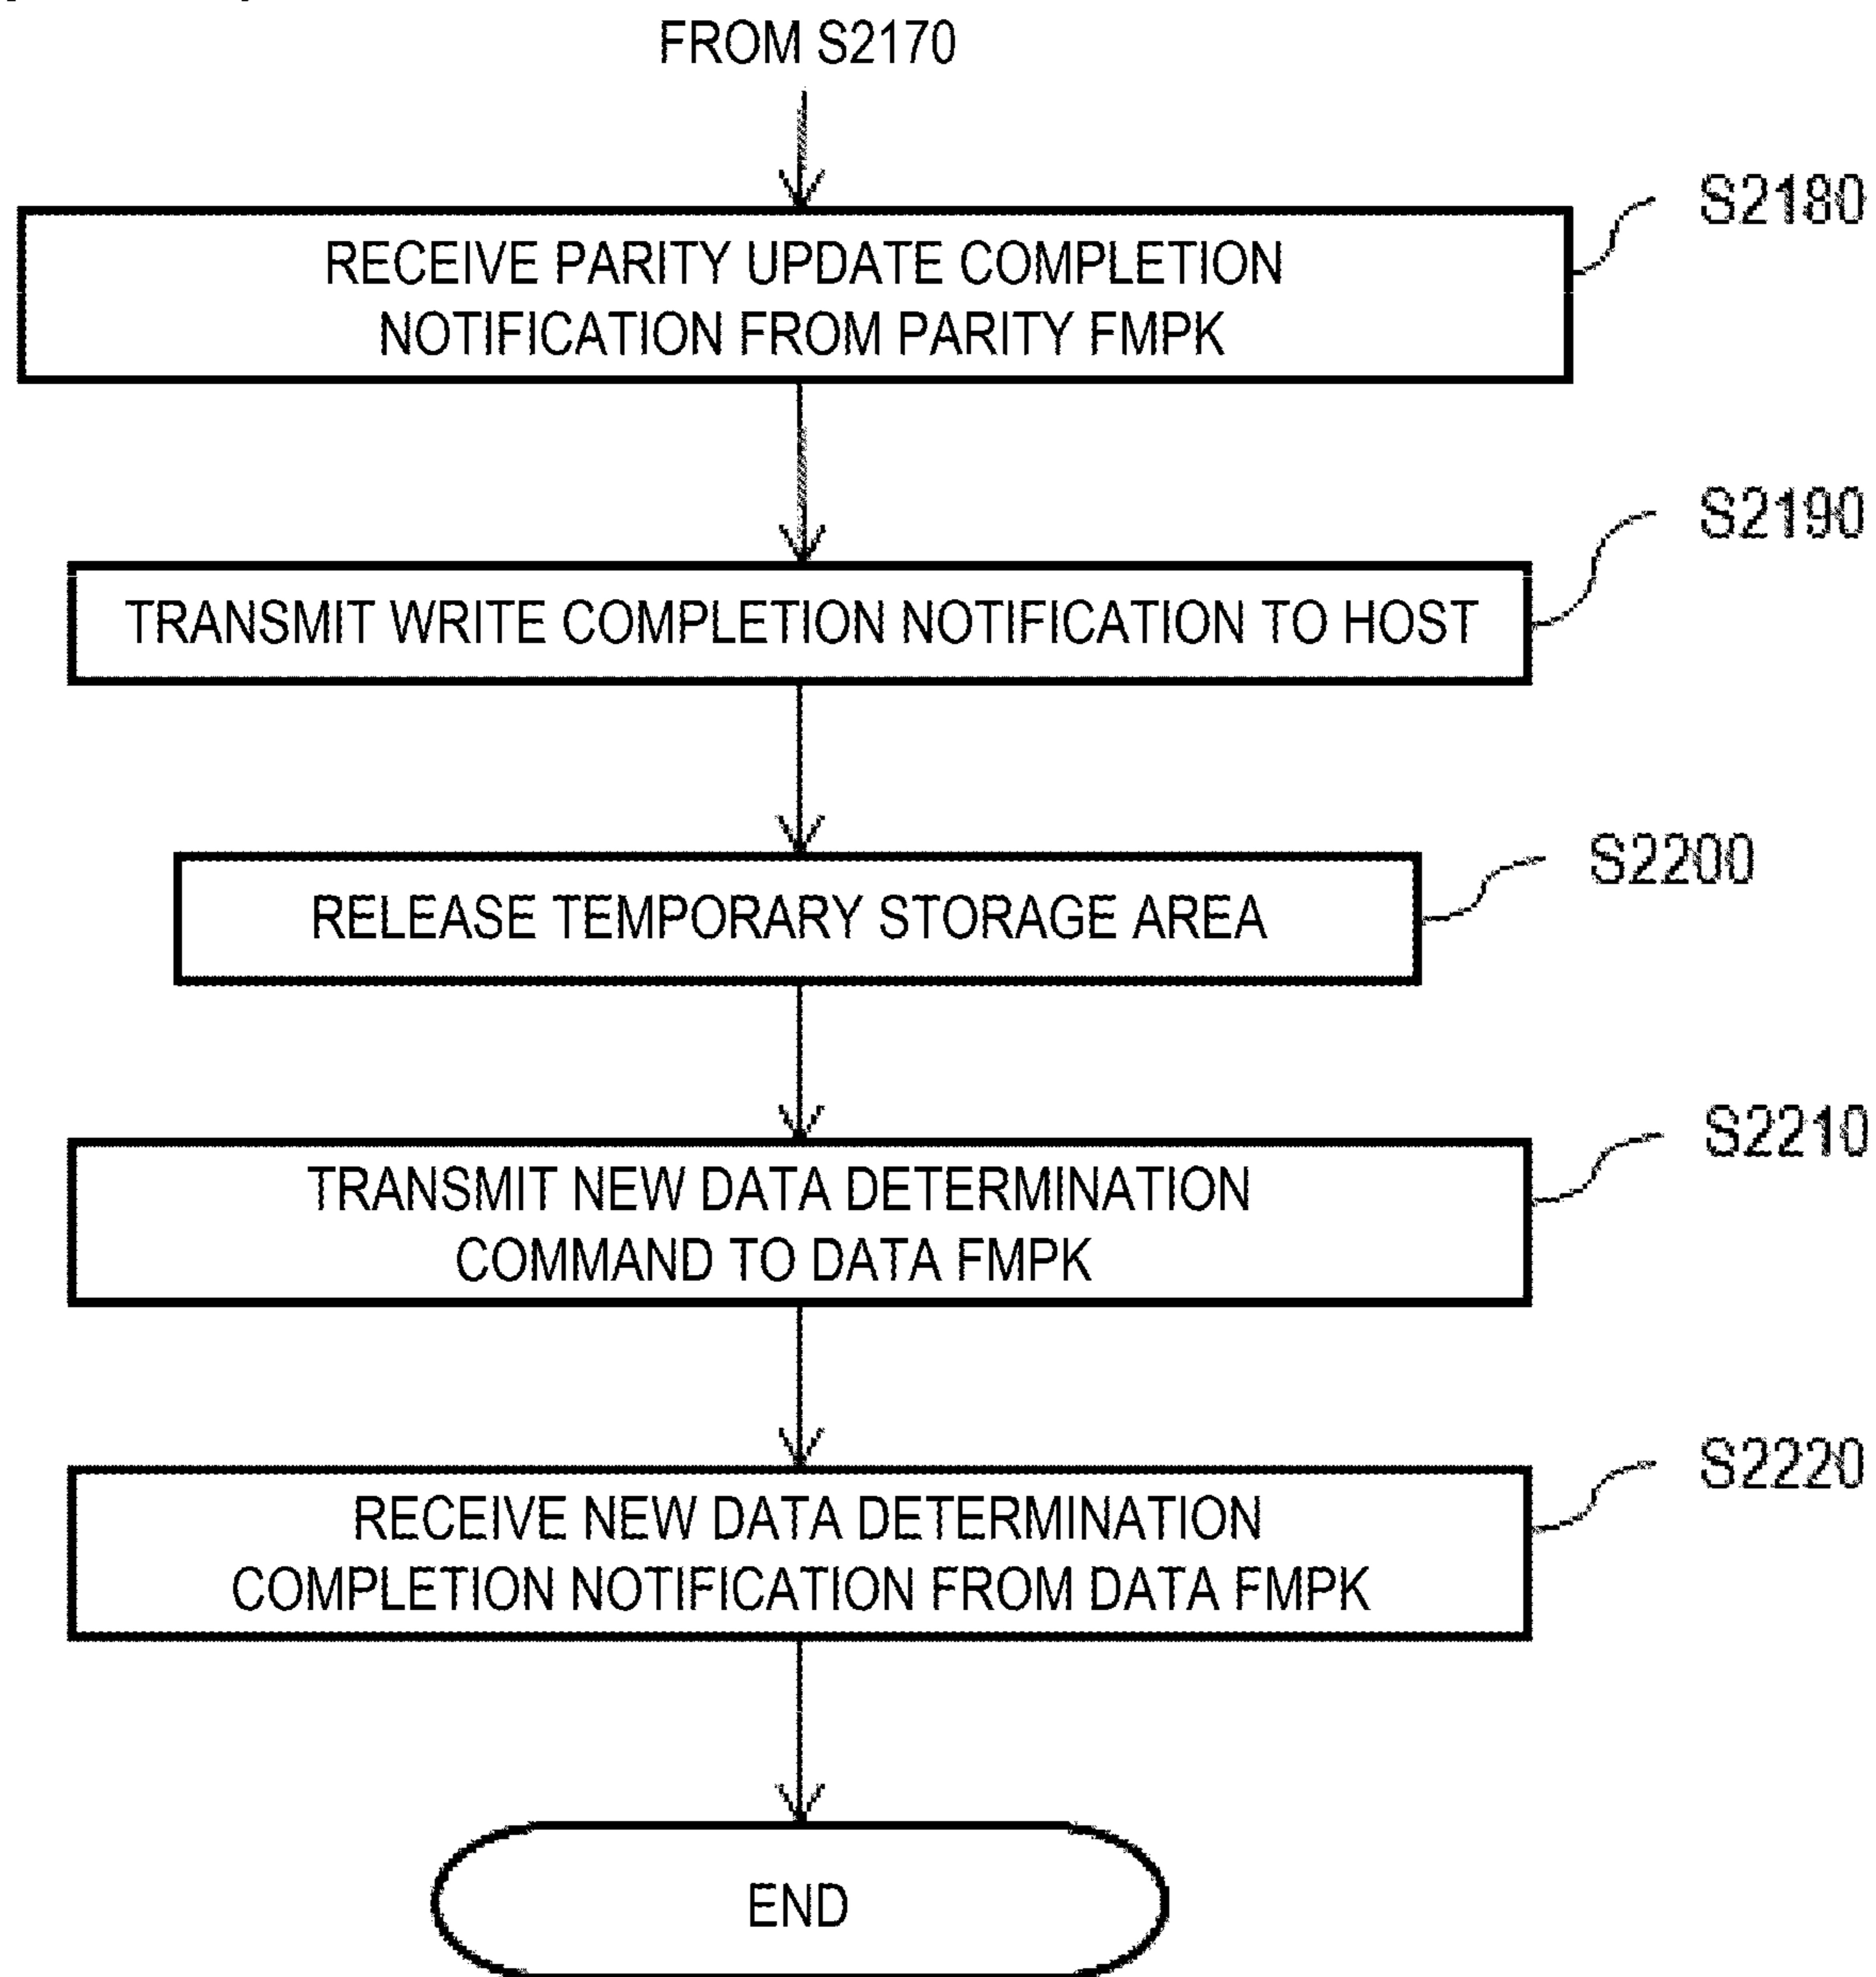 FROM S2170
S2180
RECEIVE PARITY UPDATE COMPLETION
NOTIFICATION FROM PARITY FMPK
S2190
TRANSMIT WRITE COMPLETION NOTIFICATION TO HOST
S2200
RELEASE TEMPORARY STORAGE AREA
S2210
TRANSMIT NEW DATA DETERMINATION
COMMAND TO DATA FMPK
S2220
RECEIVE NEW DATA DETERMINATION
COMPLETION NOTIFICATION FROM DATA FMPK
END